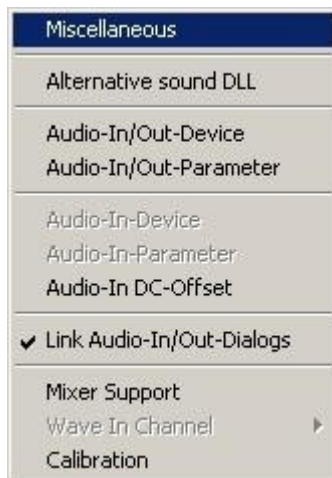 Miscellaneous
Alternative sound DLL
Audio-In/Out-Device
Audio-In/Out-Parameter
Audio-In-Device
Audio-In-Parameter
Audio-In DC-Offset
Link Audio-In/Out-Dialogs
Mixer Support
Wave In Channel
Calibration